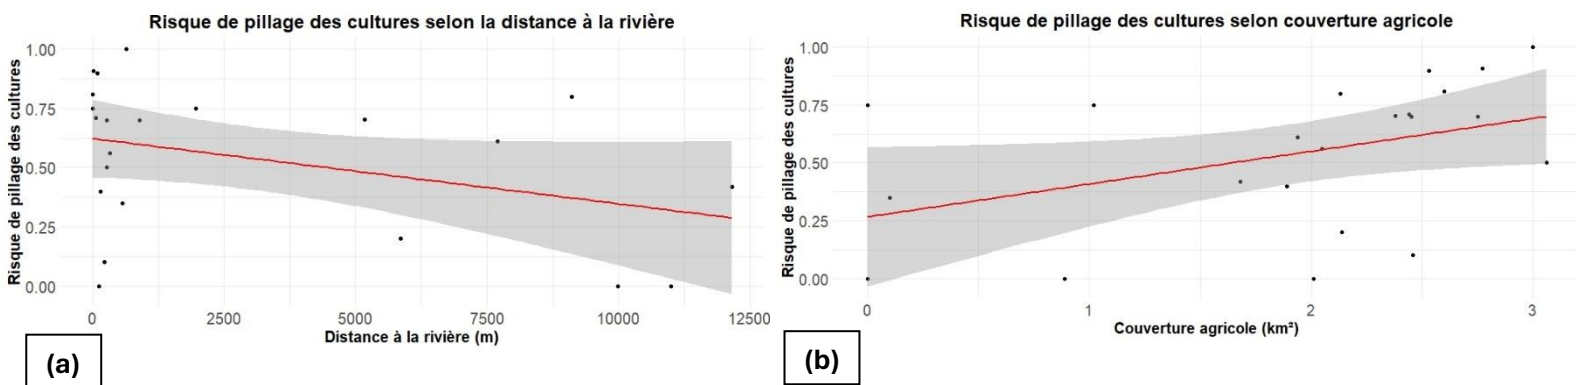 Risque de pillage des cultures selon la distance à la rivière
Risque de pillage des cultures
1.00
0.75
0.50
0.25
0.00
0 2500 5000 7500 10000 12500
Distance à la rivière (m)
(a)
Risque de pillage des cultures selon couverture agricole
Risque de pillage des cultures
1.00
0.75
0.50
0.25
0.00
0 1 2 3
Couverture agricole (km²)
(b)